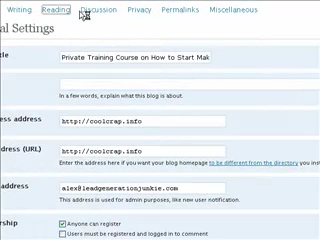 Writing Reading Discussion Privacy Permalinks Miscellaneous
al Settings
tle Private Training Course on How to Start Mak
In a few words, explain what this blog is about.
ess address http://coolcrap.info
ddress (URL) http://coolcrap.info
Enter the address here if you want your blog homepage to be different from the directory you inst
address alex@leadgenerationjunkie.com
This address is used for admin purposes, like new user notification.
rship Anyone can register
Users must be registered and logged in to comment